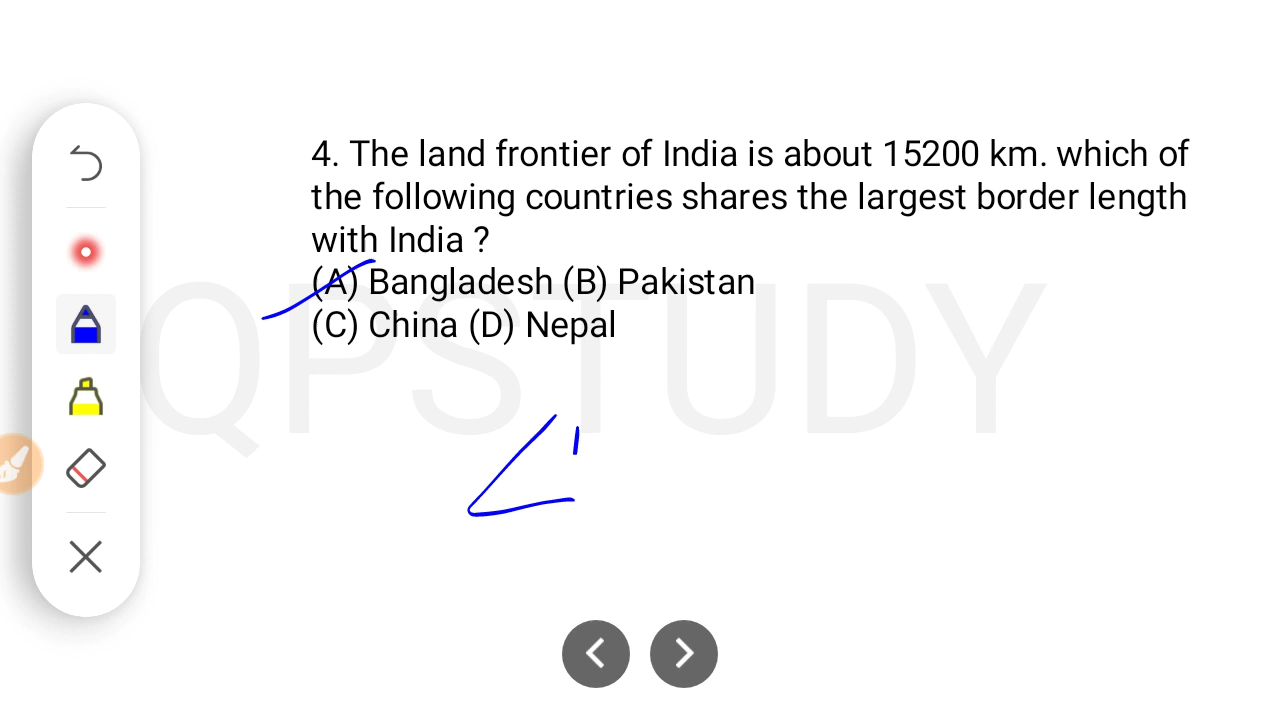 4. The land frontier of India is about 15200 km. which of
the following countries shares the largest border length
with India ?
(A) Bangladesh (B) Pakistan
(C) China (D) Nepal
QPSTUDY